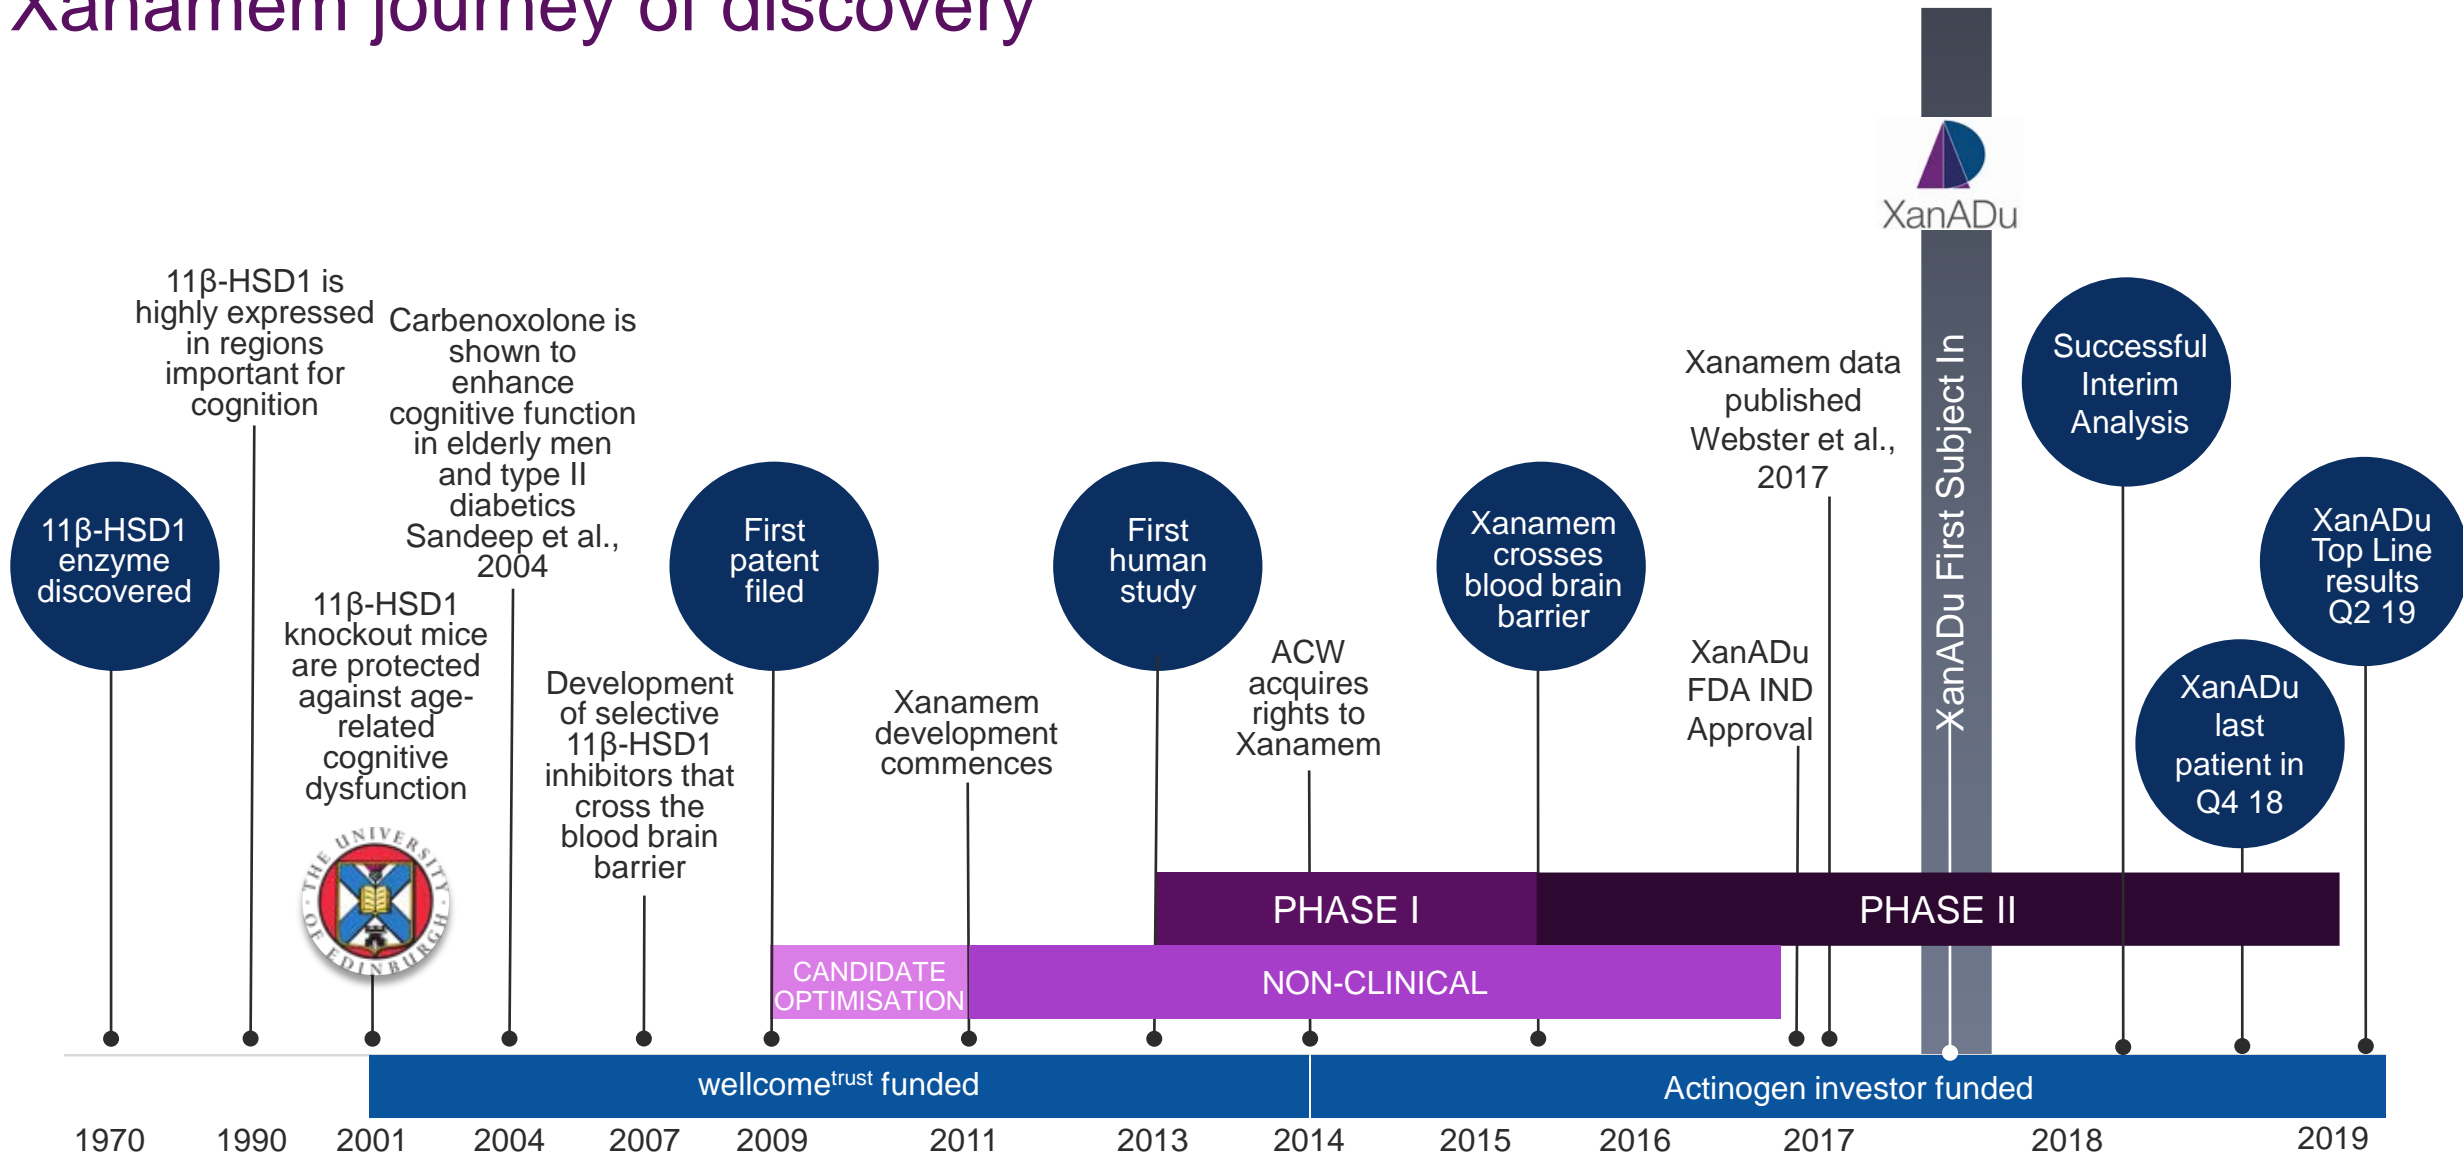 Xanamem journey of discovery
XanADu
11β-HSD1 is
highly expressed
in regions
important for
cognition
Carbenoxolone is
shown to
enhance
cognitive function
in elderly men
and type II
diabetics
Sandeep et al.,
2004
Xanamem data
published
Webster et al.,
2017
XanADu First Subject In
Successful
Interim
Analysis
11β-HSD1
enzyme
discovered
First
patent
filed
First
human
study
Xanamem
crosses
blood brain
barrier
XanADu
Top Line
results
Q2 19
11β-HSD1
knockout mice
are protected
against age-
related
cognitive
dysfunction
Development
of selective
11β-HSD1
inhibitors that
cross the
blood brain
barrier
Xanamem
development
commences
ACW
acquires
rights to
Xanamem
XanADu
FDA IND
Approval
XanADu
last
patient in
Q4 18
THE UNIVERSITY OF EDINBURGH
PHASE I
PHASE II
CANDIDATE
OPTIMISATION
NON-CLINICAL
wellcometrust funded
Actinogen investor funded
1970 1990 2001 2004 2007 2009 2011 2013 2014 2015 2016 2017 2018 2019